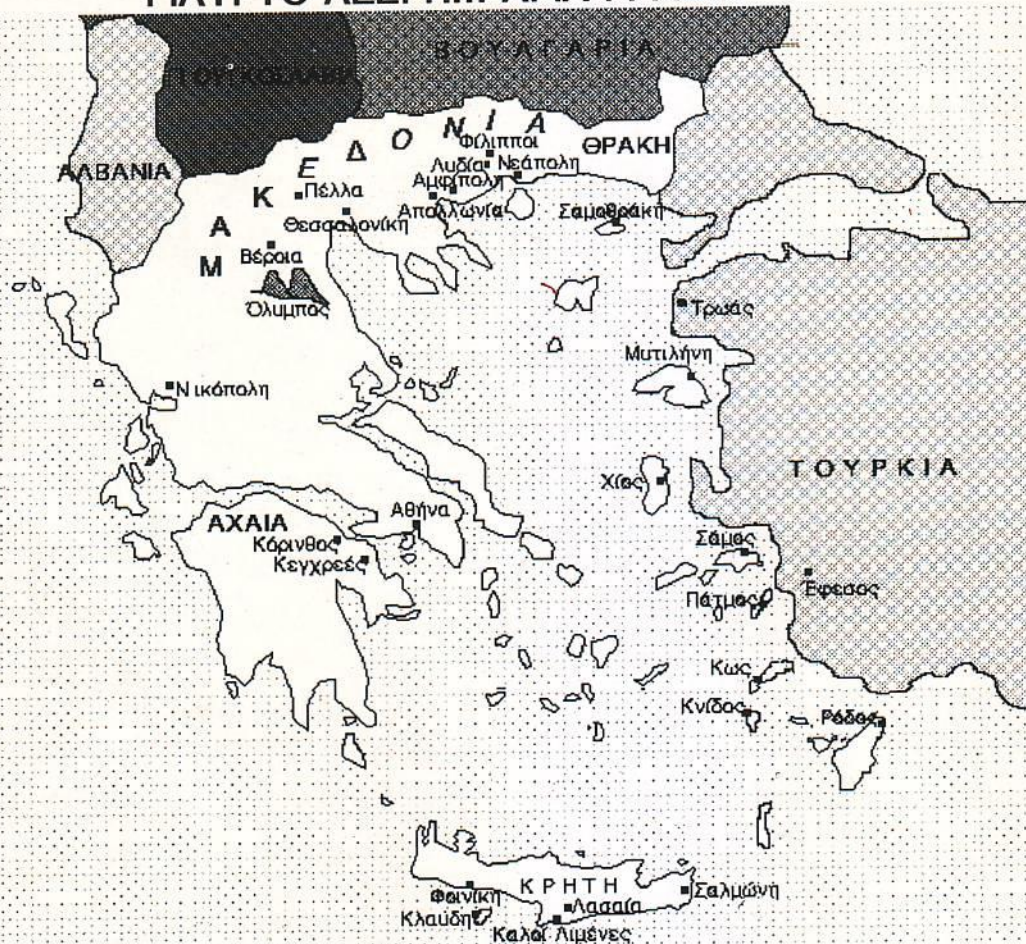 ΒΟΥΛΓΑΡΙΑ
ΑΛΒΑΝΙΑ
ΜΑΚΕΔΟΝΙΑ
ΘΡΑΚΗ
Φίλιπποι
Λυδία
Νεάπολη
Αμφίπολη
Απολλωνία
Πέλλα
Θεσσαλονίκη
Σαμοθράκη
Βέροια
Όλυμπος
Τρωάς
Μυτιλήνη
Νικόπολη
ΤΟΥΡΚΙΑ
Χίος
Αθήνα
ΑΧΑΙΑ
Κόρινθος
Κεγχρεές
Σάμος
Έφεσος
Πάτμος
Κως
Κνίδος
Ρόδος
ΚΡΗΤΗ
Φοινίκη
Λασαία
Σαλμώνη
Κλαύδη
Καλοί Λιμένες